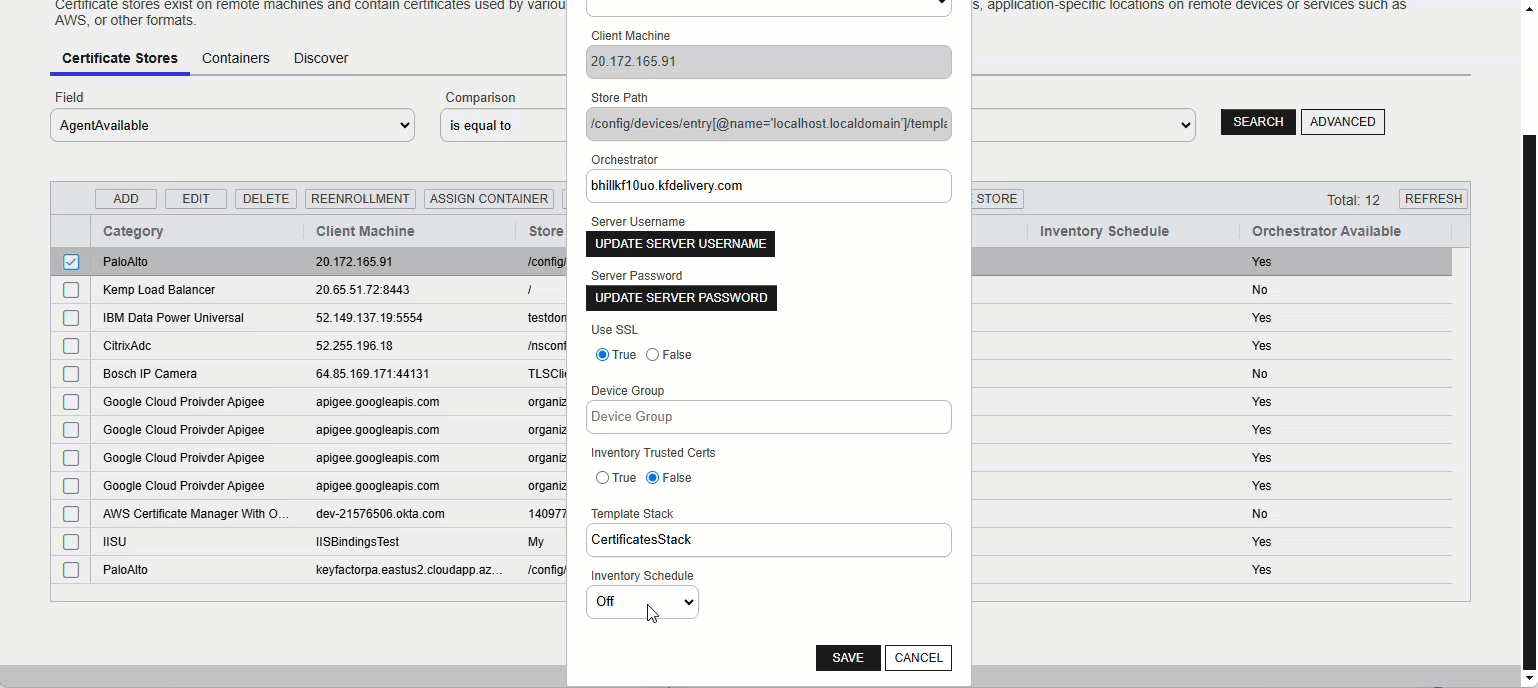 Certificate stores exist on remote machines and contain certificates used by variou
s, application-specific locations on remote devices or services such as
AWS, or other formats.
Certificate Stores
Containers
Discover
Field
AgentAvailable
Comparison
is equal to
SEARCH
ADVANCED
ADD
EDIT
DELETE
REENROLLMENT
ASSIGN CONTAINER
STORE
Total: 12
REFRESH
Category Client Machine Store Inventory Schedule Orchestrator Available
PaloAlto 20.172.165.91 /config/ Yes
Kemp Load Balancer 20.65.51.72:8443 / No
IBM Data Power Universal 52.149.137.19:5554 testdon Yes
CitrixAdc 52.255.196.18 /nsconf Yes
Bosch IP Camera 64.85.169.171:44131 TLSClie No
Google Cloud Proivder Apigee apigee.googleapis.com organiz Yes
Google Cloud Proivder Apigee apigee.googleapis.com organiz Yes
Google Cloud Proivder Apigee apigee.googleapis.com organiz Yes
Google Cloud Proivder Apigee apigee.googleapis.com organiz Yes
AWS Certificate Manager With O... dev-21576506.okta.com 140977 No
IISU IISBindingsTest My Yes
PaloAlto keyfactorpa.eastus2.cloudapp.az... /config/ Yes
Client Machine
20.172.165.91
Store Path
/config/devices/entry[@name='localhost.localdomain']/templa
Orchestrator
bhillkf10uo.kfdelivery.com
Server Username
UPDATE SERVER USERNAME
Server Password
UPDATE SERVER PASSWORD
Use SSL
True False
Device Group
Device Group
Inventory Trusted Certs
True False
Template Stack
CertificatesStack
Inventory Schedule
Off
SAVE
CANCEL